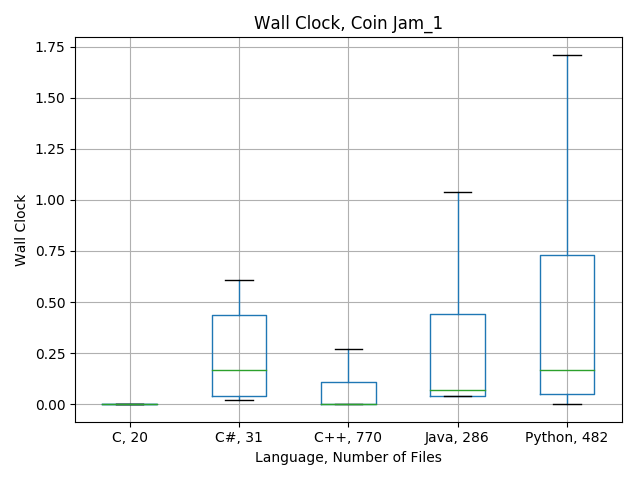 Wall Clock, Coin Jam_1
1.75
1.50
1.25
1.00
0.75
0.50
0.25
0.00
Wall Clock
C, 20 C#, 31 C++, 770 Java, 286 Python, 482
Language, Number of Files